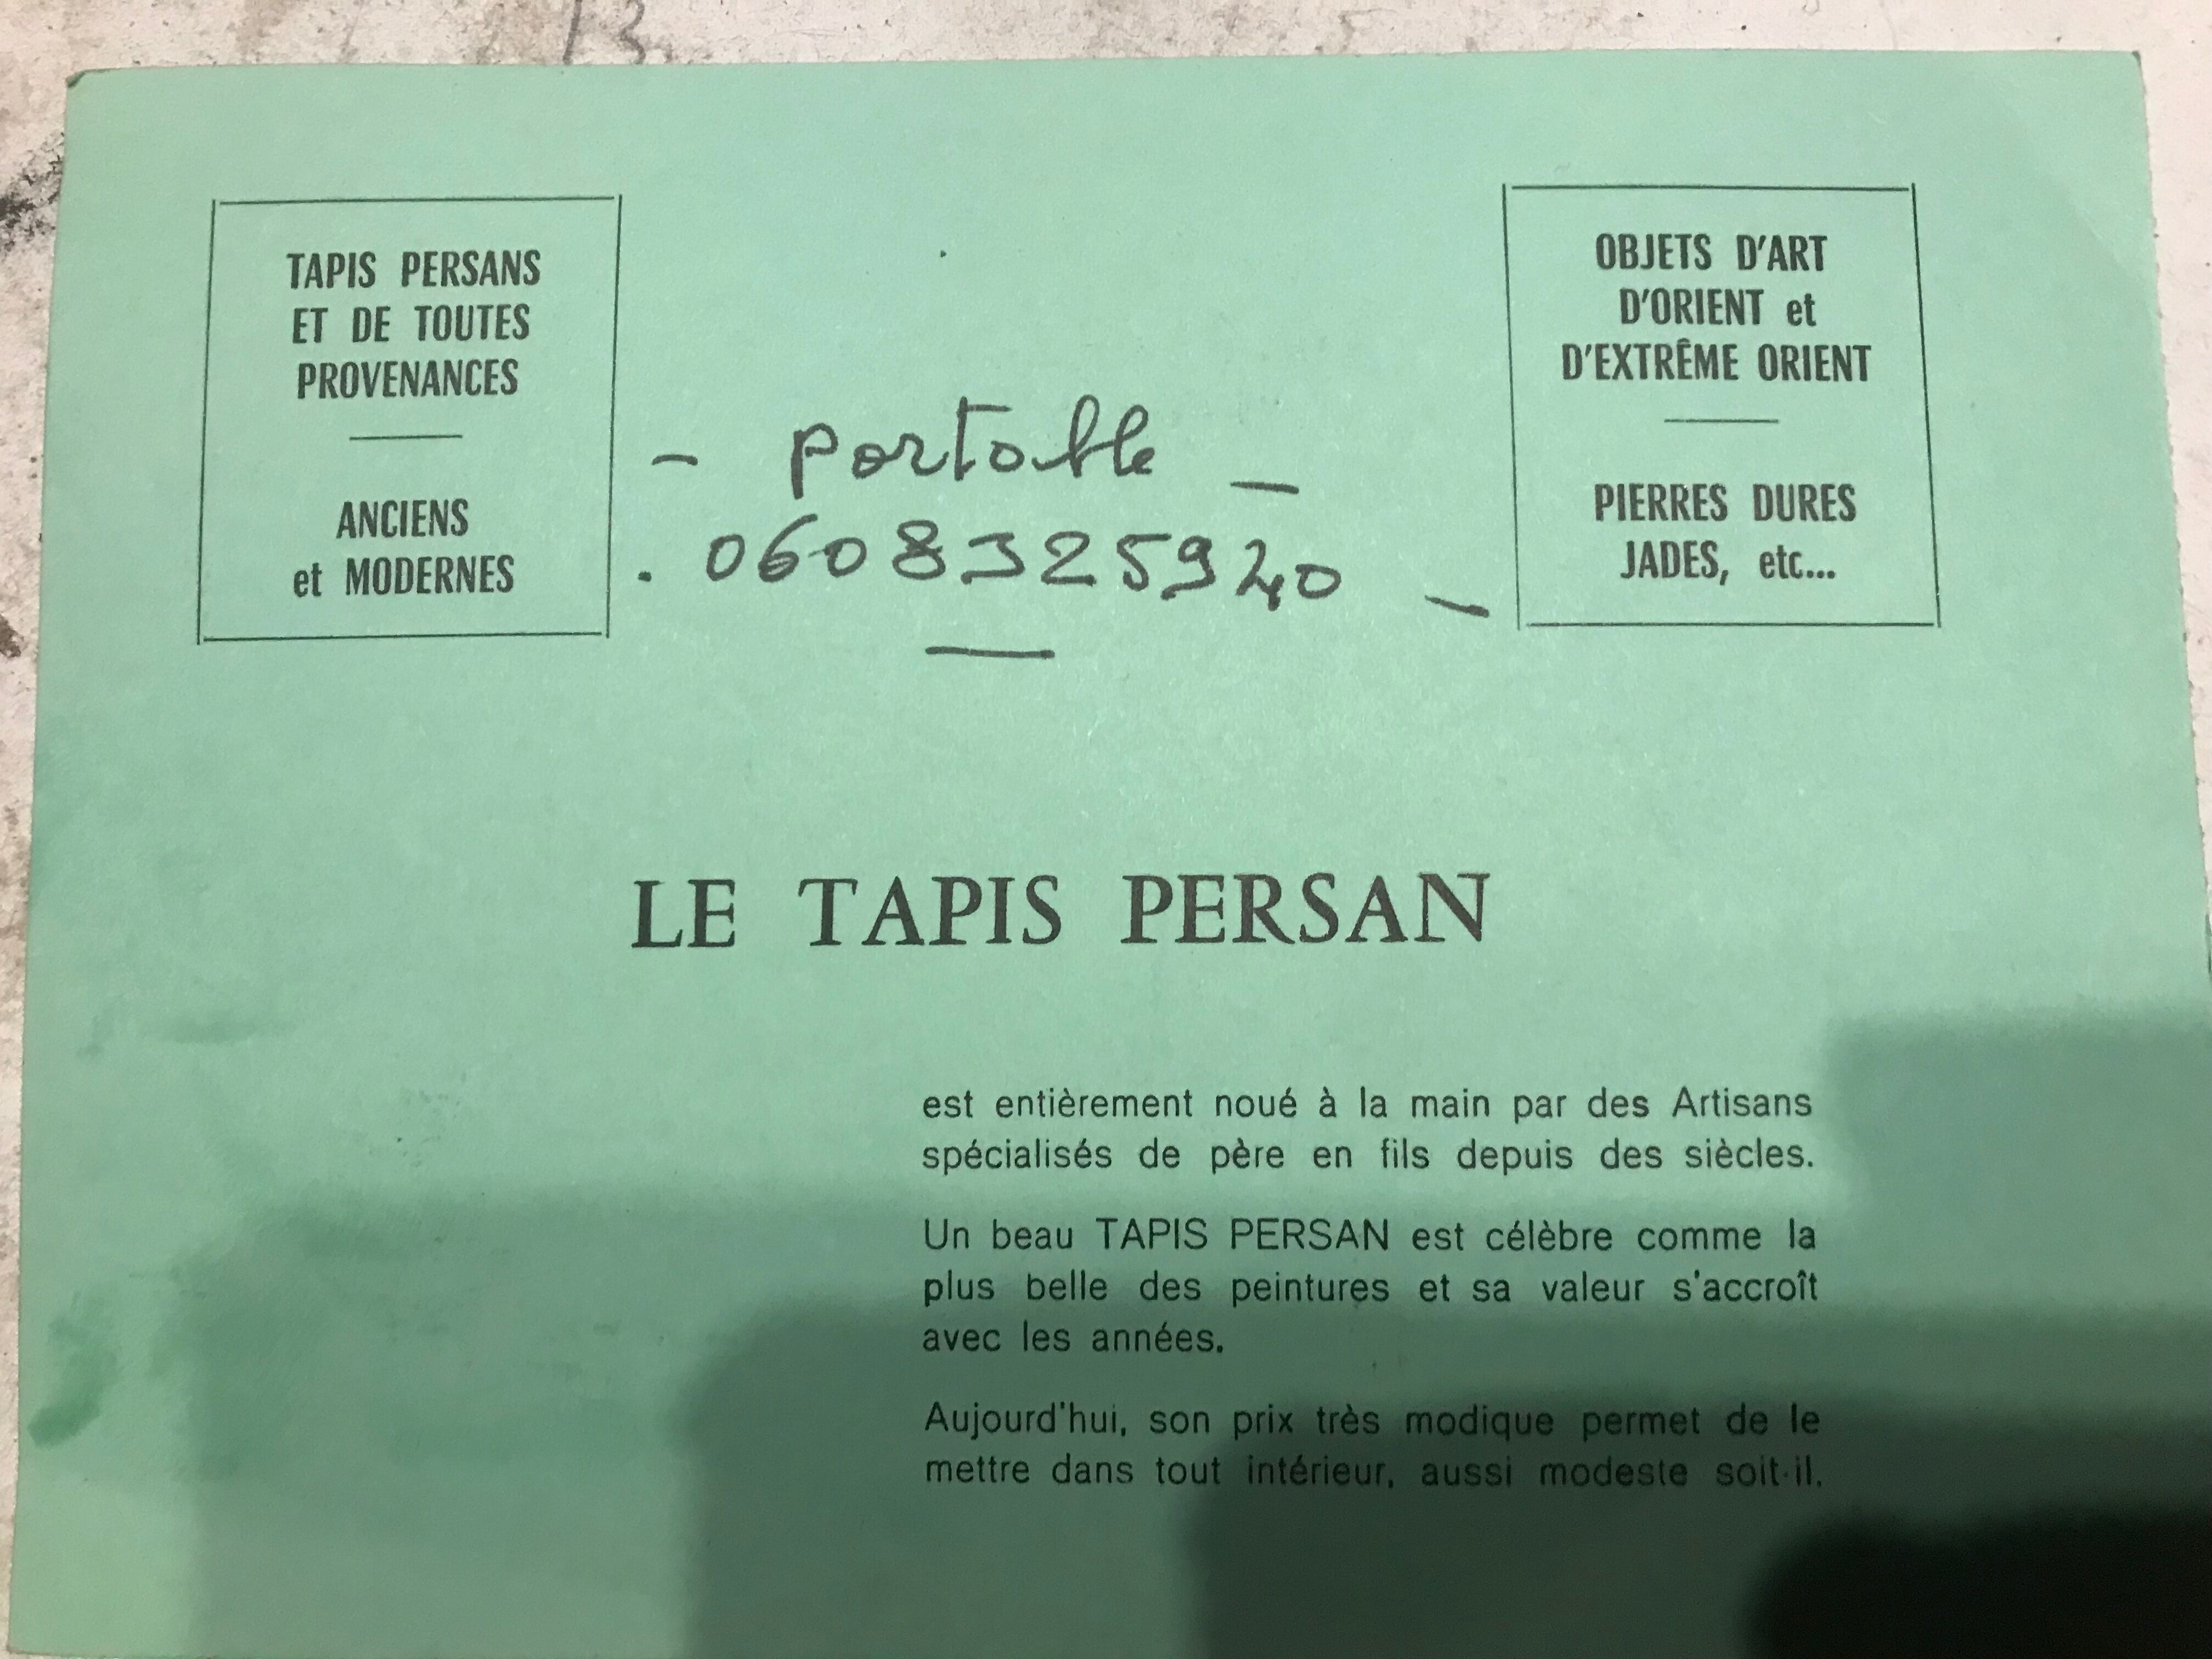 13
TAPIS PERSANS
ET DE TOUTES
PROVENANCES
ANCIENS
et MODERNES
OBJETS D'ART
D'ORIENT et
D'EXTRÊME ORIENT
PIERRES DURES
JADES, etc...
- portable -
. 0608325940 -
LE TAPIS PERSAN
est entièrement noué à la main par des Artisans
spécialisés de père en fils depuis des siècles.
Un beau TAPIS PERSAN est célèbre comme la
plus belle des peintures et sa valeur s'accroît
avec les années.
Aujourd'hui, son prix très modique permet de le
mettre dans tout intérieur, aussi modeste soit-il.